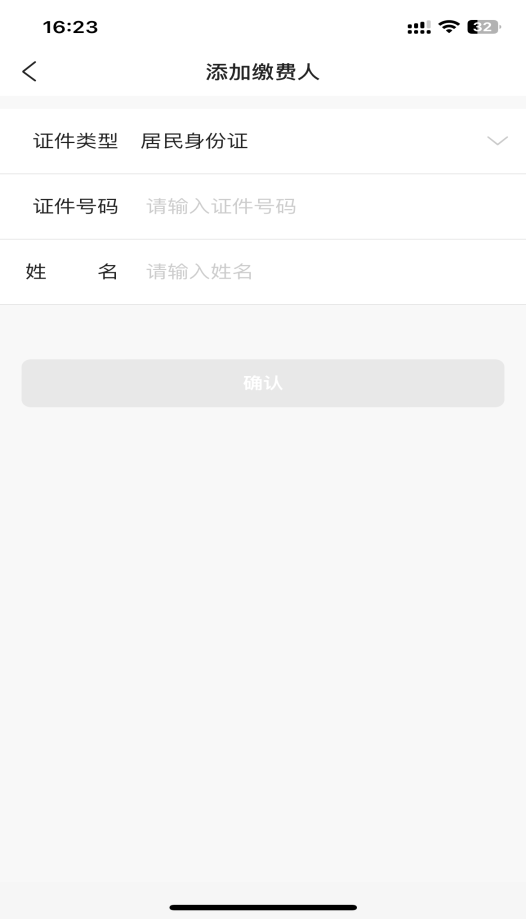 16:23
32
添加缴费人
证件类型 居民身份证
证件号码 请输入证件号码
姓 名 请输入姓名
确认